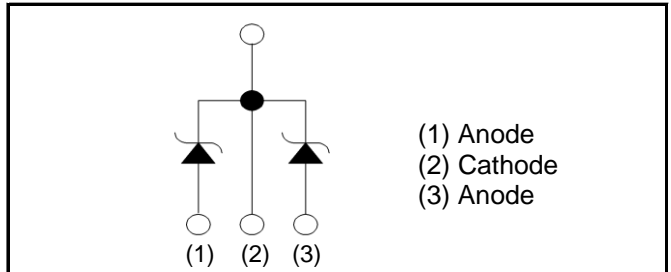 (1) Anode
(2) Cathode
(3) Anode
(1) (2) (3)